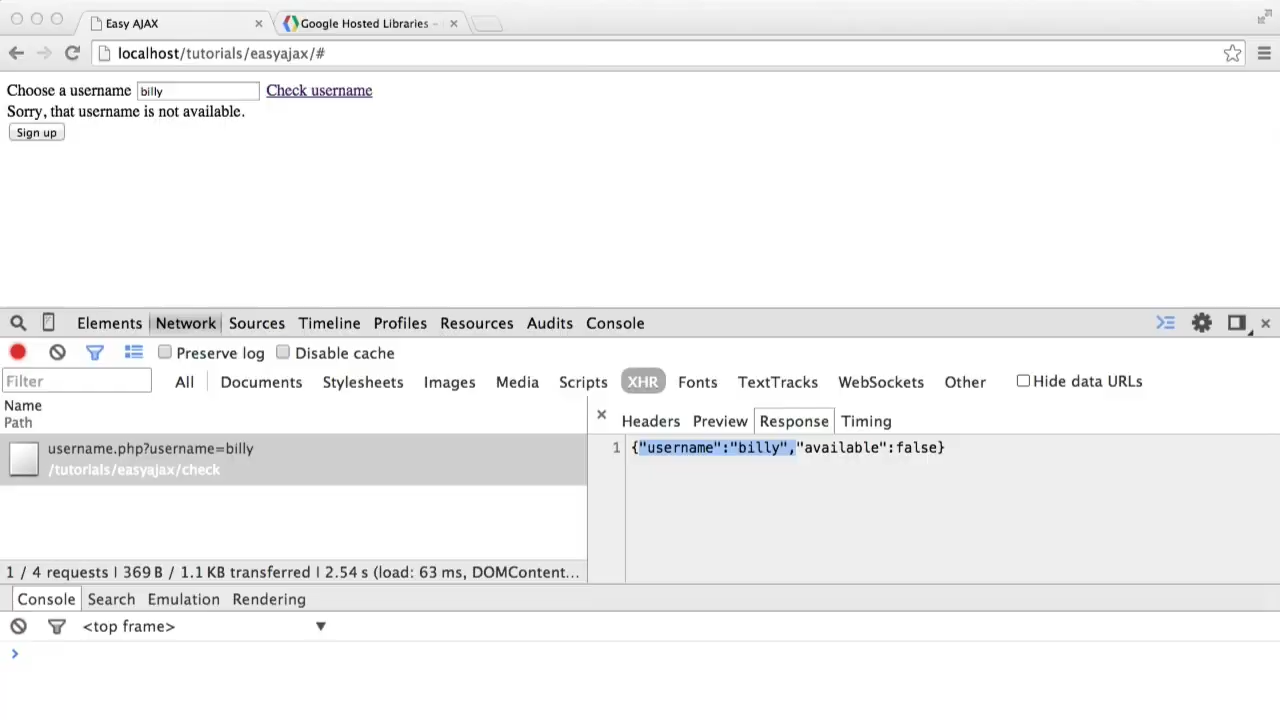 Easy AJAX
Google Hosted Libraries –
localhost/tutorials/easyajax/#
Choose a username billy Check username
Sorry, that username is not available.
Sign up
Elements Network Sources Timeline Profiles Resources Audits Console
Preserve log Disable cache
Filter All Documents Stylesheets Images Media Scripts XHR Fonts TextTracks WebSockets Other Hide data URLs
Name
Path
Headers Preview Response Timing
username.php?username=billy
/tutorials/easyajax/check
1 {"username":"billy","available":false}
1 / 4 requests | 369 B / 1.1 KB transferred | 2.54 s (load: 63 ms, DOMContent...
Console Search Emulation Rendering
<top frame>